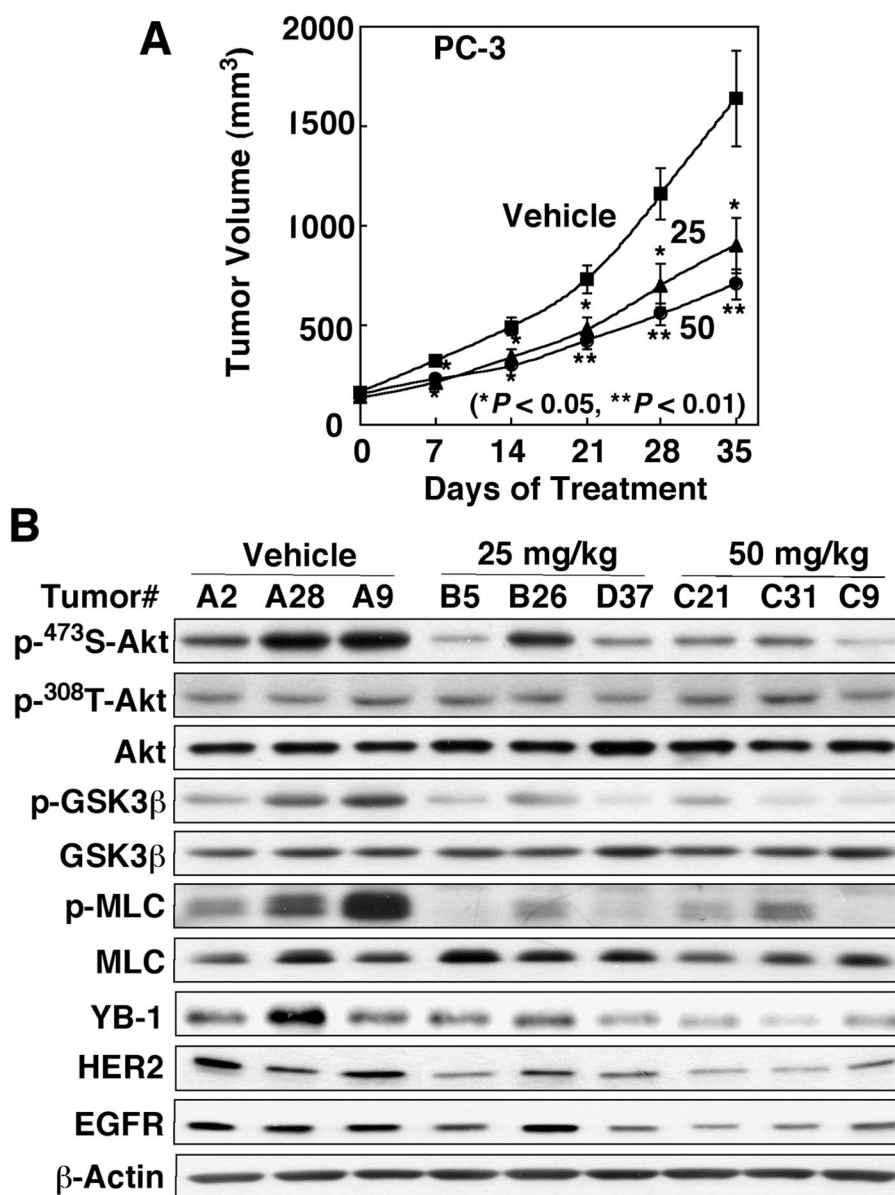 A
PC-3
Tumor Volume (mm³)
2000
1500
1000
500
0
Vehicle
25
50
*
*
*
*
*
*
*
**
**
**
(*P < 0.05, **P < 0.01)
0 7 14 21 28 35
Days of Treatment
B
Vehicle 25 mg/kg 50 mg/kg
Tumor# A2 A28 A9 B5 B26 D37 C21 C31 C9
p-⁴⁷³S-Akt
p-³⁰⁸T-Akt
Akt
p-GSK3β
GSK3β
p-MLC
MLC
YB-1
HER2
EGFR
β-Actin